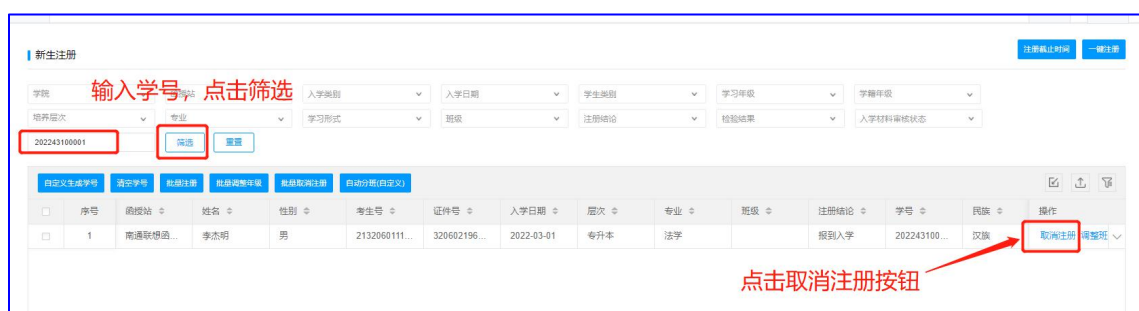 新生注册
注册截止时间 一键注册
输入学号，点击筛选
学院 入学类别 入学日期 学生类别 学习年级 学籍年级
培养层次 专业 学习形式 班级 注册结论 检验结果 入学材料审核状态
202243100001 筛选 重置
自定义生成学号 清空学号 批量注册 批量调整年级 批量取消注册 自动分班(自定义)
序号 函授站 姓名 性别 考生号 证件号 入学日期 层次 专业 班级 注册结论 学号 民族 操作
1 南通联想函... 李杰明 男 2132060111... 320602196... 2022-03-01 专升本 法学 报到入学 202243100... 汉族 取消注册 调整班
点击取消注册按钮